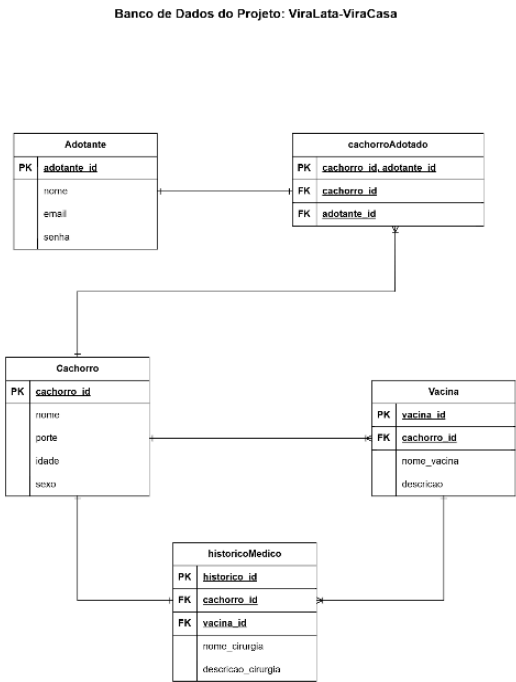 Banco de Dados do Projeto: ViraLata-ViraCasa
Adotante
PK adotante_id
nome
email
senha
cachorroAdotado
PK cachorro_id, adotante_id
FK cachorro_id
FK adotante_id
Cachorro
PK cachorro_id
nome
porte
idade
sexo
Vacina
PK vacina_id
FK cachorro_id
nome_vacina
descricao
historicoMedico
PK historico_id
FK cachorro_id
FK vacina_id
nome_cirurgia
descricao_cirurgia